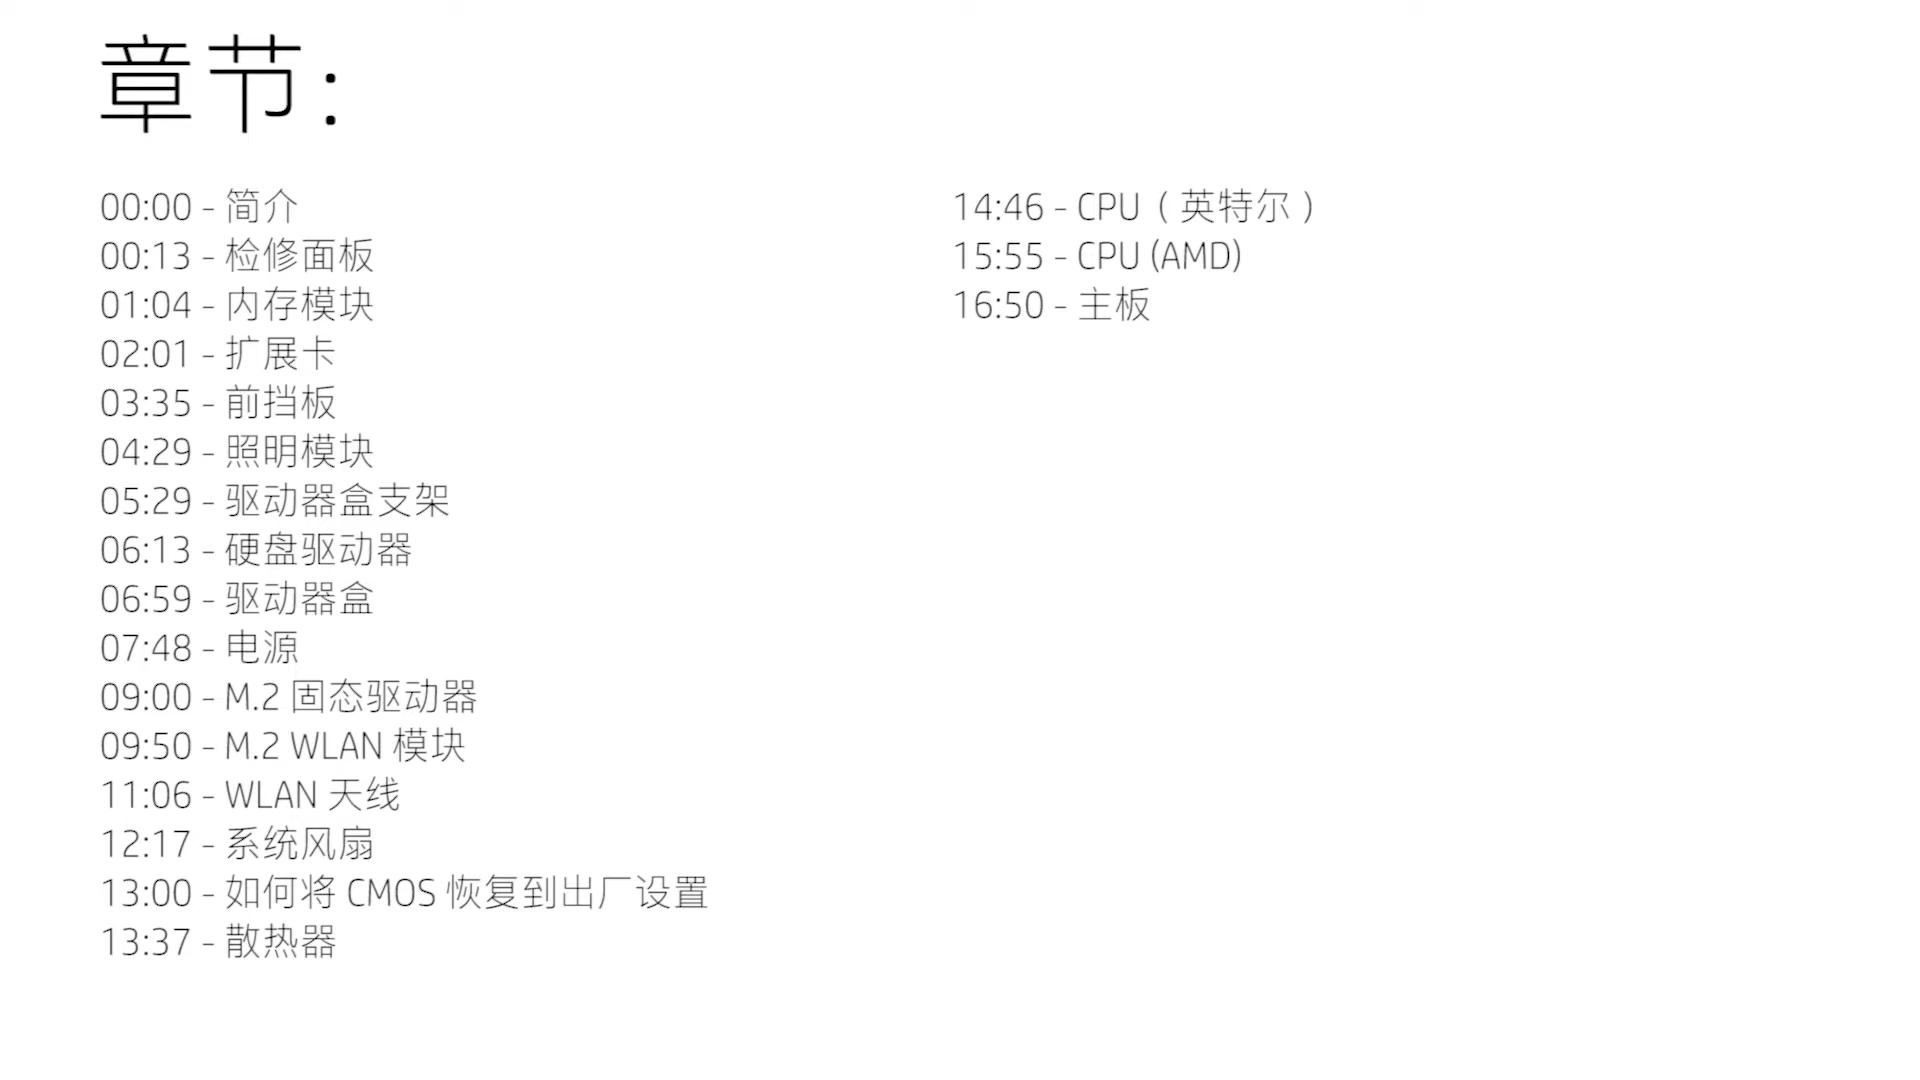 章节:
00:00 - 简介
00:13 - 检修面板
01:04 - 内存模块
02:01 - 扩展卡
03:35 - 前挡板
04:29 - 照明模块
05:29 - 驱动器盒支架
06:13 - 硬盘驱动器
06:59 - 驱动器盒
07:48 - 电源
09:00 - M.2 固态驱动器
09:50 - M.2 WLAN 模块
11:06 - WLAN 天线
12:17 - 系统风扇
13:00 - 如何将 CMOS 恢复到出厂设置
13:37 - 散热器
14:46 - CPU（英特尔）
15:55 - CPU (AMD)
16:50 - 主板